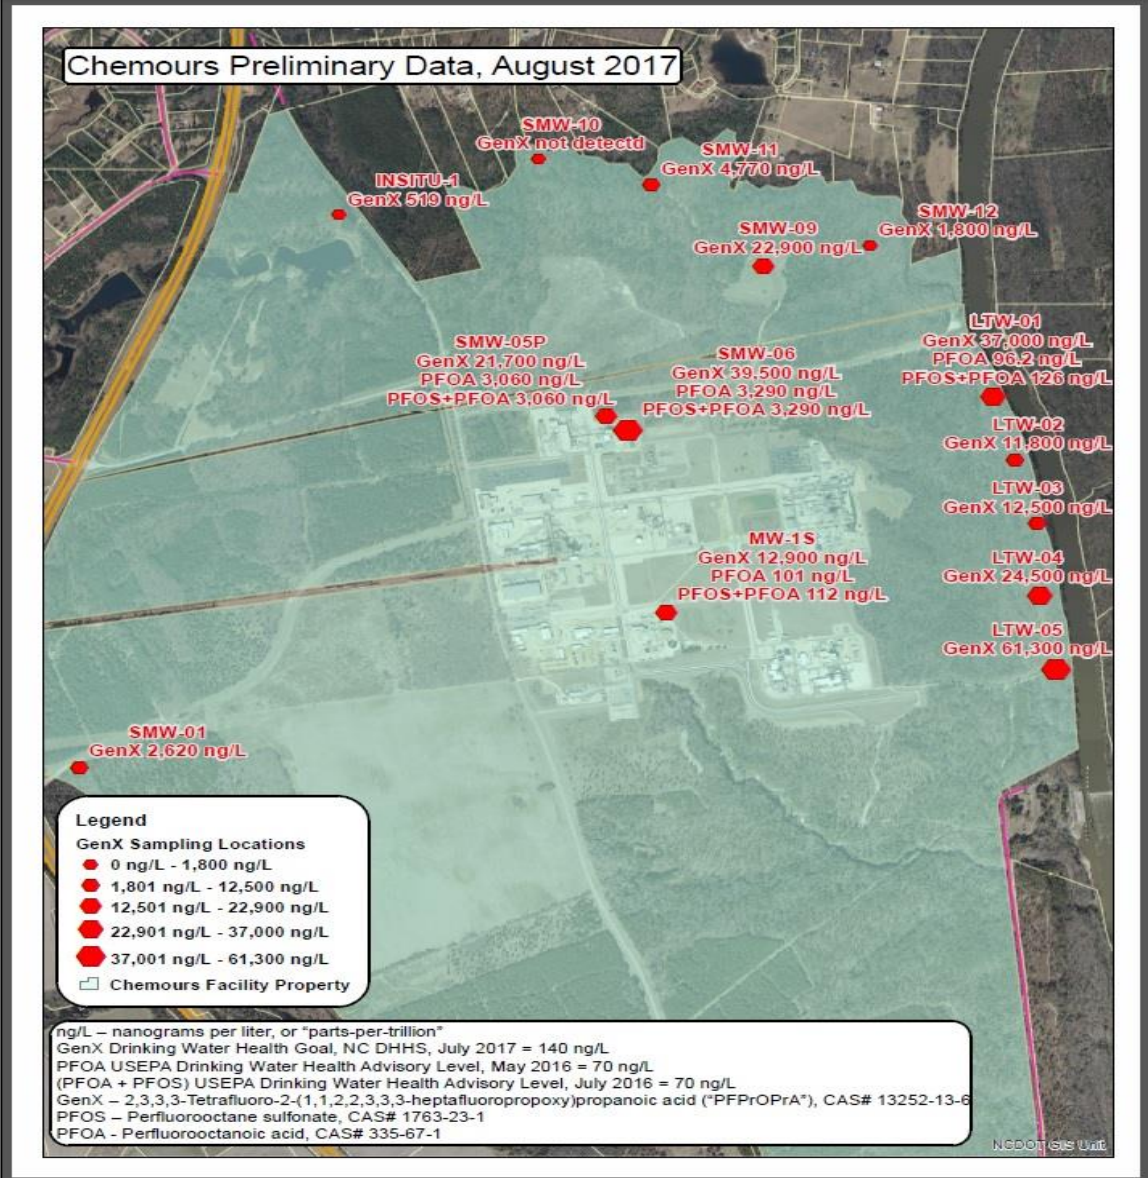 Chemours Preliminary Data, August 2017
SMW-10
GenX not detectd
SMW-11
GenX 4,770 ng/L
INSITU-1
GenX 519 ng/L
SMW-12
GenX 1,800 ng/L
SMW-09
GenX 22,900 ng/L
LTW-01
GenX 37,000 ng/L
PFOA 96.2 ng/L
PFOS+PFOA 126 ng/L
SMW-05P
GenX 21,700 ng/L
PFOA 3,060 ng/L
PFOS+PFOA 3,060 ng/L
SMW-06
GenX 39,500 ng/L
PFOA 3,290 ng/L
PFOS+PFOA 3,290 ng/L
LTW-02
GenX 11,800 ng/L
LTW-03
GenX 12,500 ng/L
MW-1S
GenX 12,900 ng/L
PFOA 101 ng/L
PFOS+PFOA 112 ng/L
LTW-04
GenX 24,500 ng/L
LTW-05
GenX 61,300 ng/L
SMW-01
GenX 2,620 ng/L
Legend
GenX Sampling Locations
0 ng/L - 1,800 ng/L
1,801 ng/L - 12,500 ng/L
12,501 ng/L - 22,900 ng/L
22,901 ng/L - 37,000 ng/L
37,001 ng/L - 61,300 ng/L
Chemours Facility Property
ng/L – nanograms per liter, or “parts-per-trillion”
GenX Drinking Water Health Goal, NC DHHS, July 2017 = 140 ng/L
PFOA USEPA Drinking Water Health Advisory Level, May 2016 = 70 ng/L
(PFOA + PFOS) USEPA Drinking Water Health Advisory Level, July 2016 = 70 ng/L
GenX – 2,3,3,3-Tetrafluoro-2-(1,1,2,2,3,3,3-heptafluoropropoxy)propanoic acid (“PFPrOPrA”), CAS# 13252-13-6
PFOS – Perfluorooctane sulfonate, CAS# 1763-23-1
PFOA - Perfluorooctanoic acid, CAS# 335-67-1
NCDOT GIS Unit